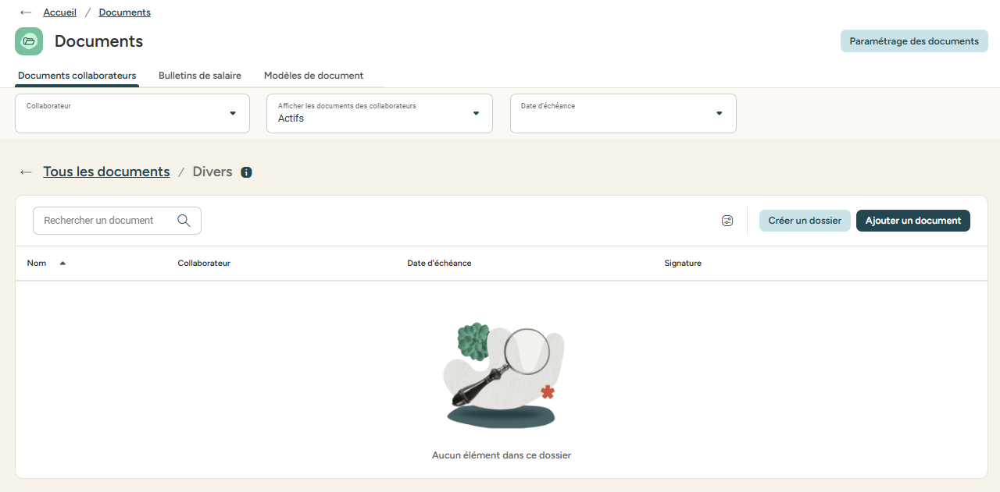 Accueil / Documents
Documents
Paramétrage des documents
Documents collaborateurs
Bulletins de salaire
Modèles de document
Collaborateur
Afficher les documents des collaborateurs
Actifs
Date d'échéance
Tous les documents / Divers
Rechercher un document
Créer un dossier
Ajouter un document
Nom
Collaborateur
Date d'échéance
Signature
Aucun élément dans ce dossier